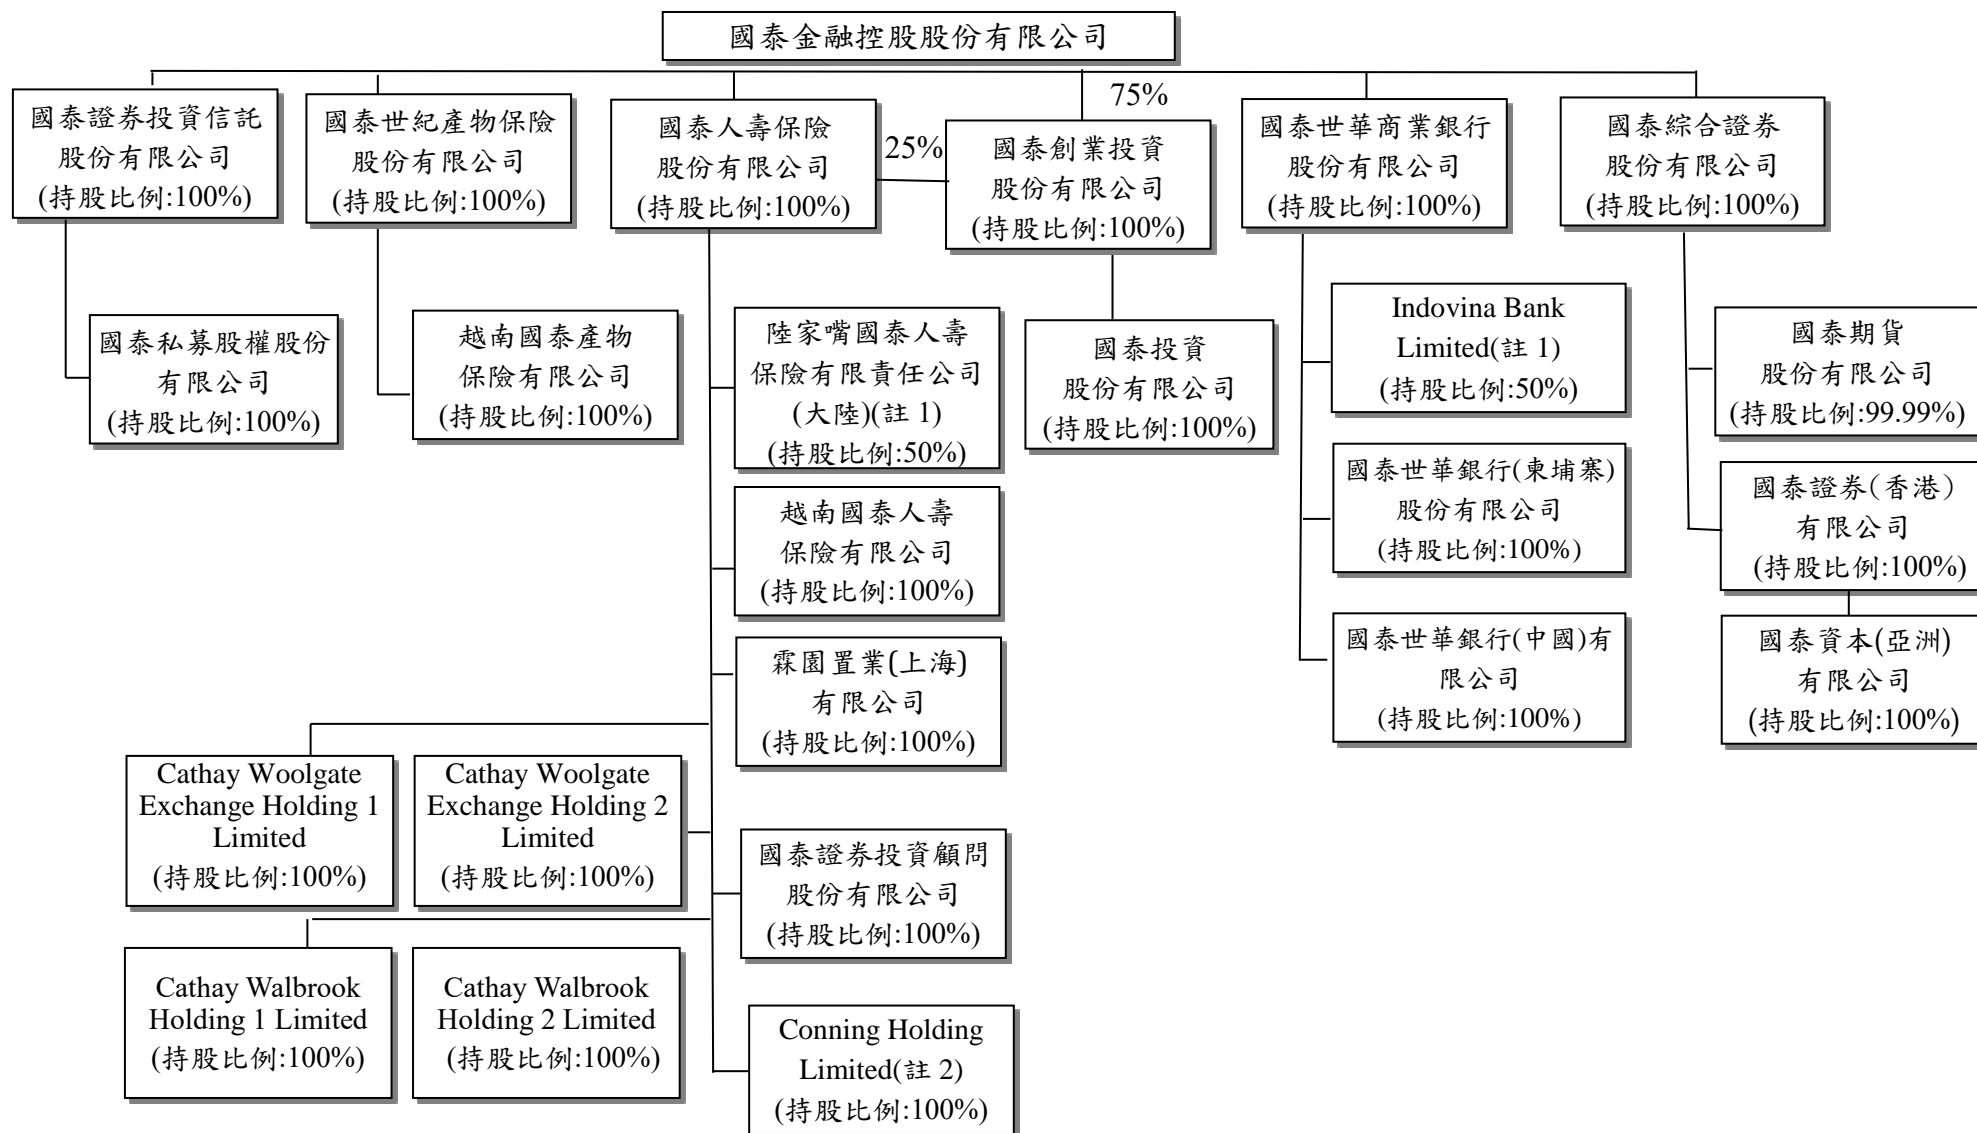 國泰金融控股股份有限公司
75%
25%
國泰證券投資信託
股份有限公司
(持股比例:100%)
國泰世紀產物保險
股份有限公司
(持股比例:100%)
國泰人壽保險
股份有限公司
(持股比例:100%)
國泰創業投資
股份有限公司
(持股比例:100%)
國泰世華商業銀行
股份有限公司
(持股比例:100%)
國泰綜合證券
股份有限公司
(持股比例:100%)
國泰私募股權股份
有限公司
(持股比例:100%)
越南國泰產物
保險有限公司
(持股比例:100%)
陸家嘴國泰人壽
保險有限責任公司
(大陸)(註 1)
(持股比例:50%)
國泰投資
股份有限公司
(持股比例:100%)
Indovina Bank
Limited(註 1)
(持股比例:50%)
國泰期貨
股份有限公司
(持股比例:99.99%)
越南國泰人壽
保險有限公司
(持股比例:100%)
國泰世華銀行(柬埔寨)
股份有限公司
(持股比例:100%)
國泰證券(香港)
有限公司
(持股比例:100%)
霖園置業(上海)
有限公司
(持股比例:100%)
國泰世華銀行(中國)有
限公司
(持股比例:100%)
國泰資本(亞洲)
有限公司
(持股比例:100%)
Cathay Woolgate
Exchange Holding 1
Limited
(持股比例:100%)
Cathay Woolgate
Exchange Holding 2
Limited
(持股比例:100%)
國泰證券投資顧問
股份有限公司
(持股比例:100%)
Cathay Walbrook
Holding 1 Limited
(持股比例:100%)
Cathay Walbrook
Holding 2 Limited
(持股比例:100%)
Conning Holding
Limited(註 2)
(持股比例:100%)